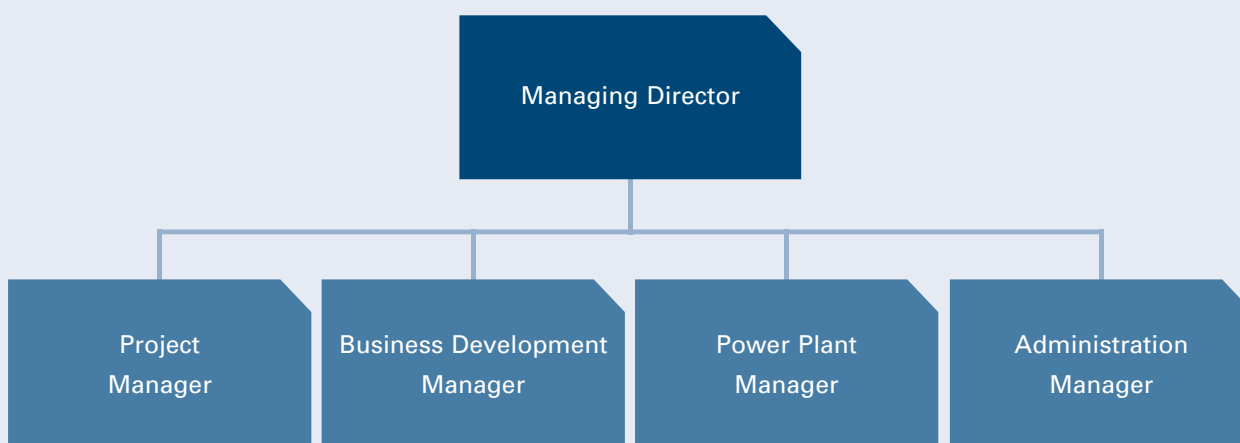 Managing Director
Project
Manager
Business Development
Manager
Power Plant
Manager
Administration
Manager